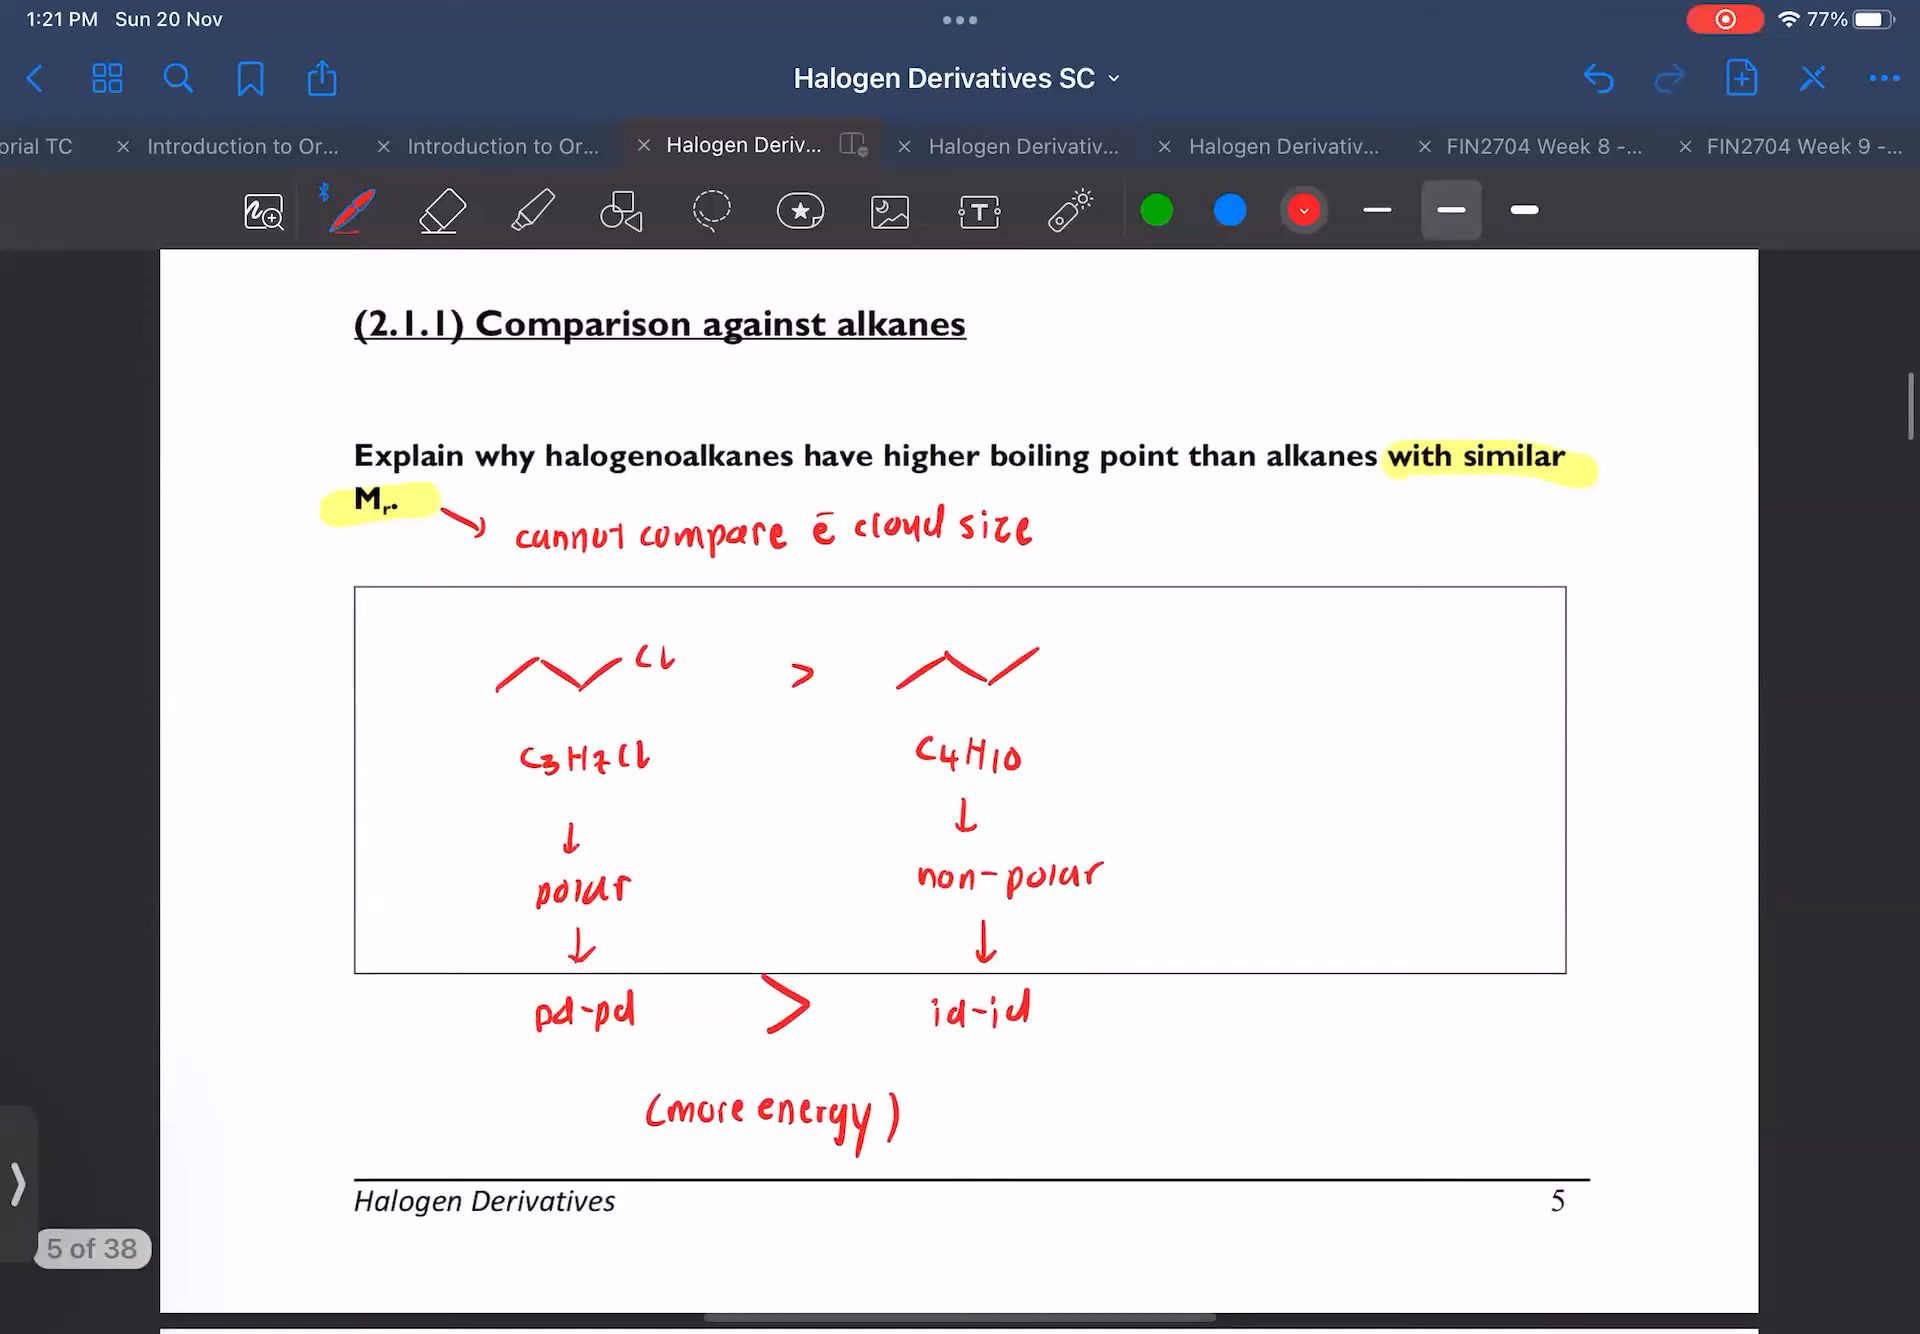 1:21 PM Sun 20 Nov
77%
Halogen Derivatives SC
orial TC
Introduction to Or...
Introduction to Or...
Halogen Deriv...
Halogen Derivativ...
Halogen Derivativ...
FIN2704 Week 8 -...
FIN2704 Week 9 -...
T
(2.1.1) Comparison against alkanes
Explain why halogenoalkanes have higher boiling point than alkanes with similar
Mᵣ.
cannot compare ē cloud size
Cl
>
C₃H₇Cl
C₄H₁₀
↓ ↓
polar
non-polar
↓ ↓
pd-pd > id-id
(more energy)
Halogen Derivatives 5
5 of 38